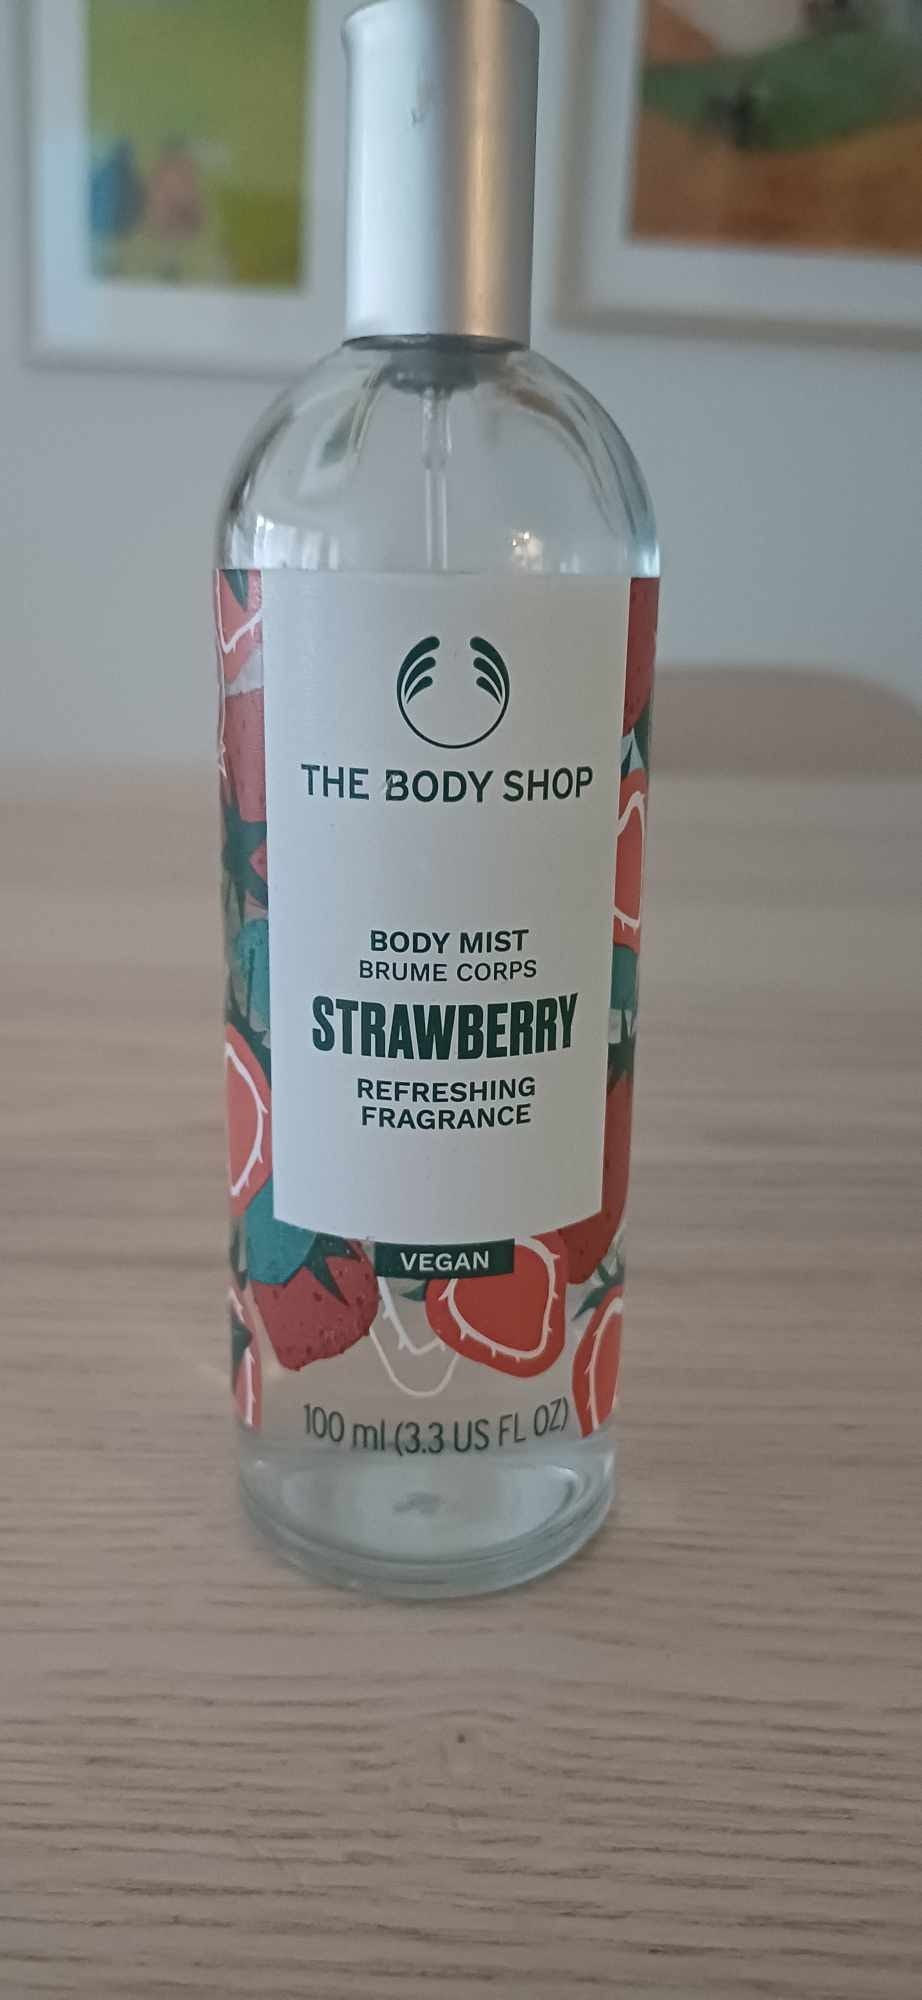 THE BODY SHOP
BODY MIST
BRUME CORPS
STRAWBERRY
REFRESHING
FRAGRANCE
VEGAN
100 ml (3.3 US FL OZ)